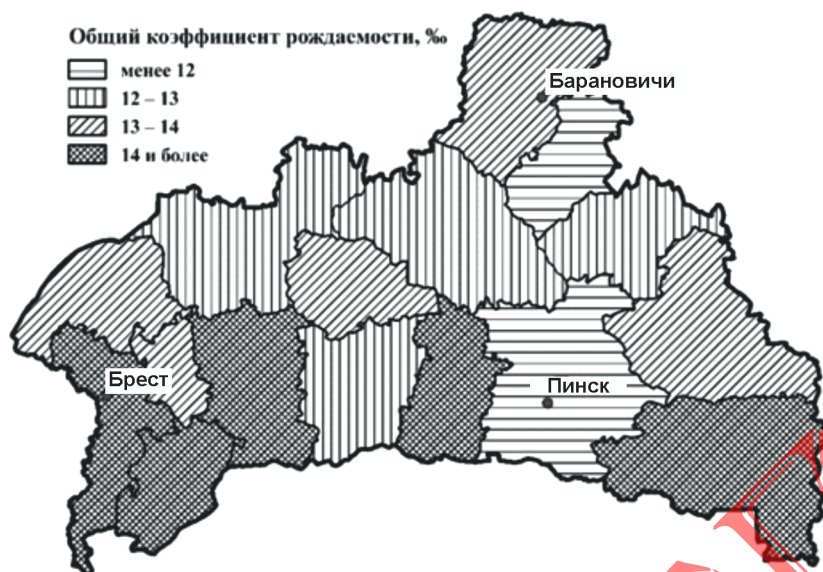 Общий коэффициент рождаемости, ‰
менее 12
12 – 13
13 – 14
14 и более
Барановичи
Брест
Пинск